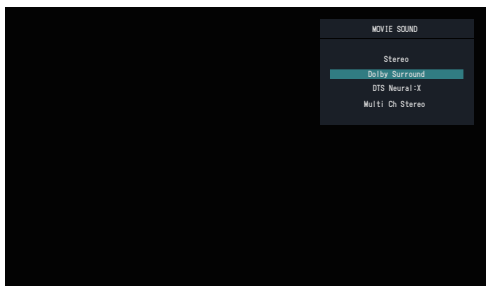 MOVIE SOUND
Stereo
Dolby Surround
DTS Neural:X
Multi Ch Stereo